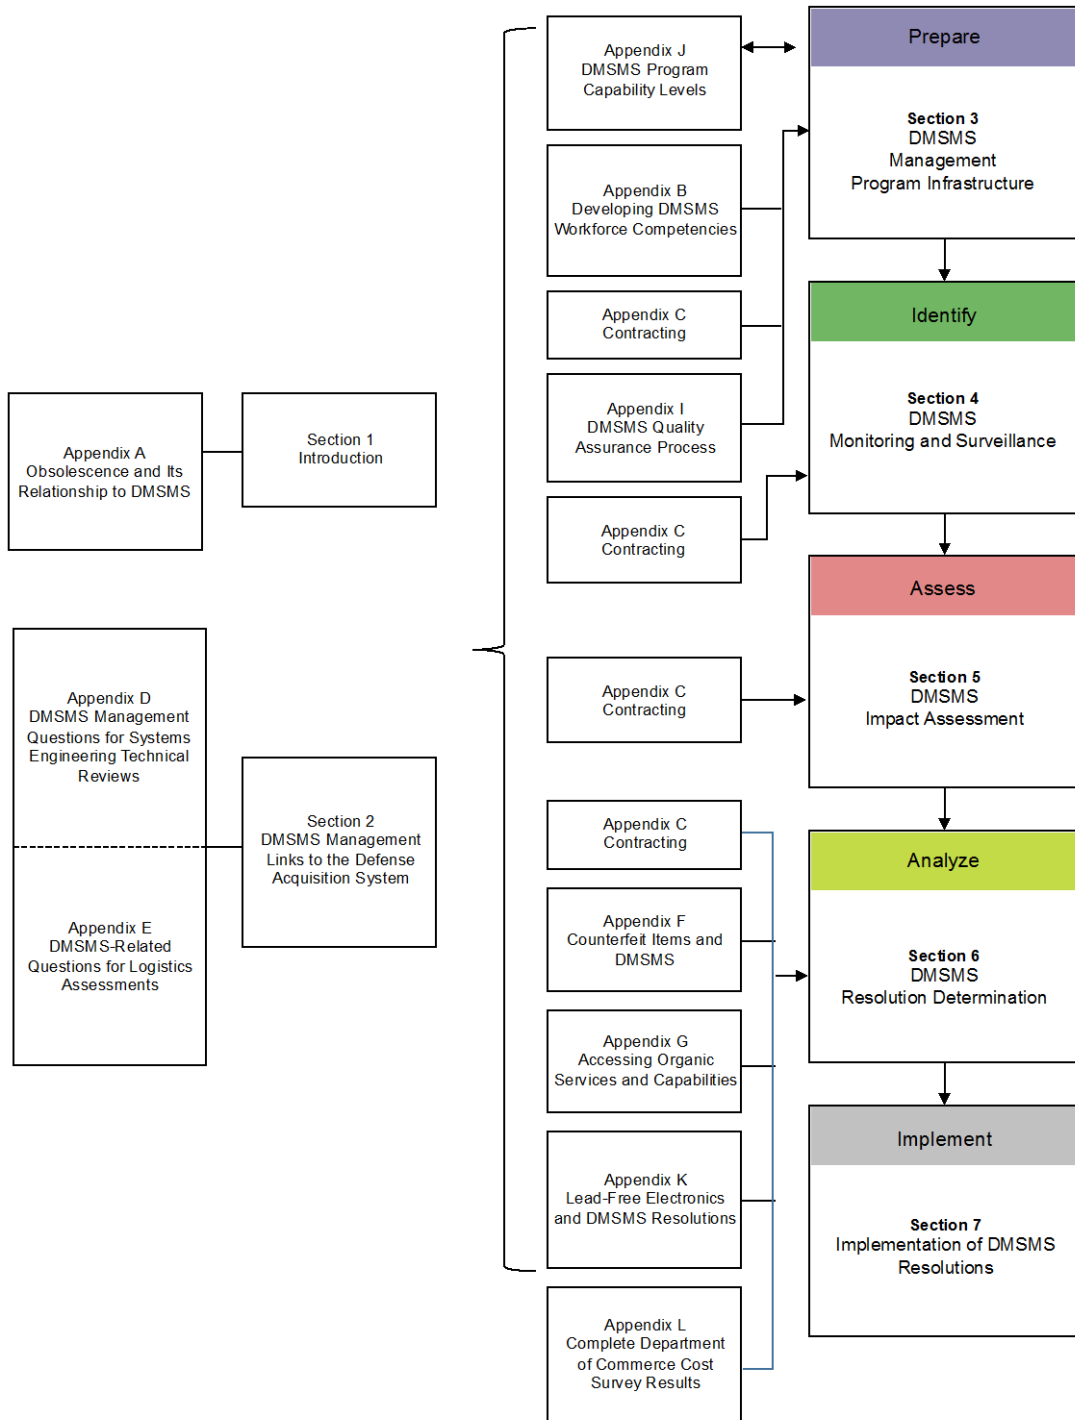 Appendix A
Obsolescence and Its
Relationship to DMSMS
Section 1
Introduction
Appendix D
DMSMS Management
Questions for Systems
Engineering Technical
Reviews
Appendix E
DMSMS-Related
Questions for Logistics
Assessments
Section 2
DMSMS Management
Links to the Defense
Acquisition System
Appendix J
DMSMS Program
Capability Levels
Appendix B
Developing DMSMS
Workforce Competencies
Appendix C
Contracting
Appendix I
DMSMS Quality
Assurance Process
Appendix C
Contracting
Appendix C
Contracting
Appendix C
Contracting
Appendix F
Counterfeit Items and
DMSMS
Appendix G
Accessing Organic
Services and Capabilities
Appendix K
Lead-Free Electronics
and DMSMS Resolutions
Appendix L
Complete Department
of Commerce Cost
Survey Results
Prepare
Section 3
DMSMS
Management
Program Infrastructure
Identify
Section 4
DMSMS
Monitoring and Surveillance
Assess
Section 5
DMSMS
Impact Assessment
Analyze
Section 6
DMSMS
Resolution Determination
Implement
Section 7
Implementation of DMSMS
Resolutions